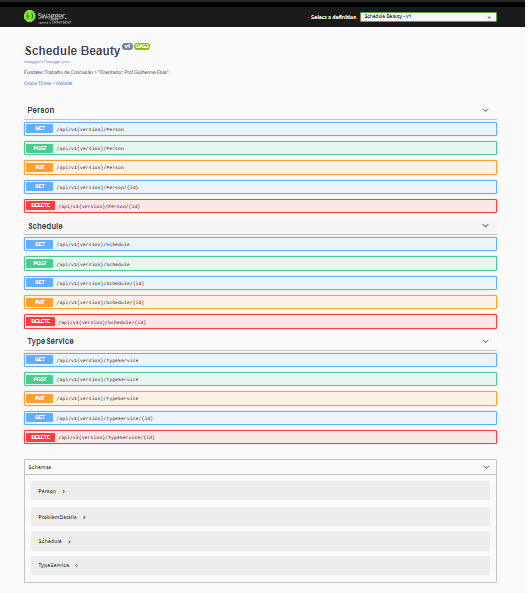 Swagger.
Select a definition
Schedule Beauty - v1
Schedule Beauty v1 OAS3
/swagger/v1/swagger.json
Fundatec:Trabalho de Conclusão > "Orientador: Prof.Guilherme Elias" .
- Website
Person
GET /api/v1{version}/Person
POST /api/v1{version}/Person
PUT /api/v1{version}/Person
GET /api/v1{version}/Person/{id}
DELETE /api/v1{version}/Person/{id}
Schedule
GET /api/v1{version}/Schedule
POST /api/v1{version}/Schedule
GET /api/v1{version}/Schedule/{id}
PUT /api/v1{version}/Schedule/{id}
DELETE /api/v1{version}/Schedule/{id}
TypeService
GET /api/v1{version}/TypeService
POST /api/v1{version}/TypeService
PUT /api/v1{version}/TypeService
GET /api/v1{version}/TypeService/{id}
DELETE /api/v1{version}/TypeService/{id}
Schemas
Person >
ProblemDetails >
Schedule >
TypeService >